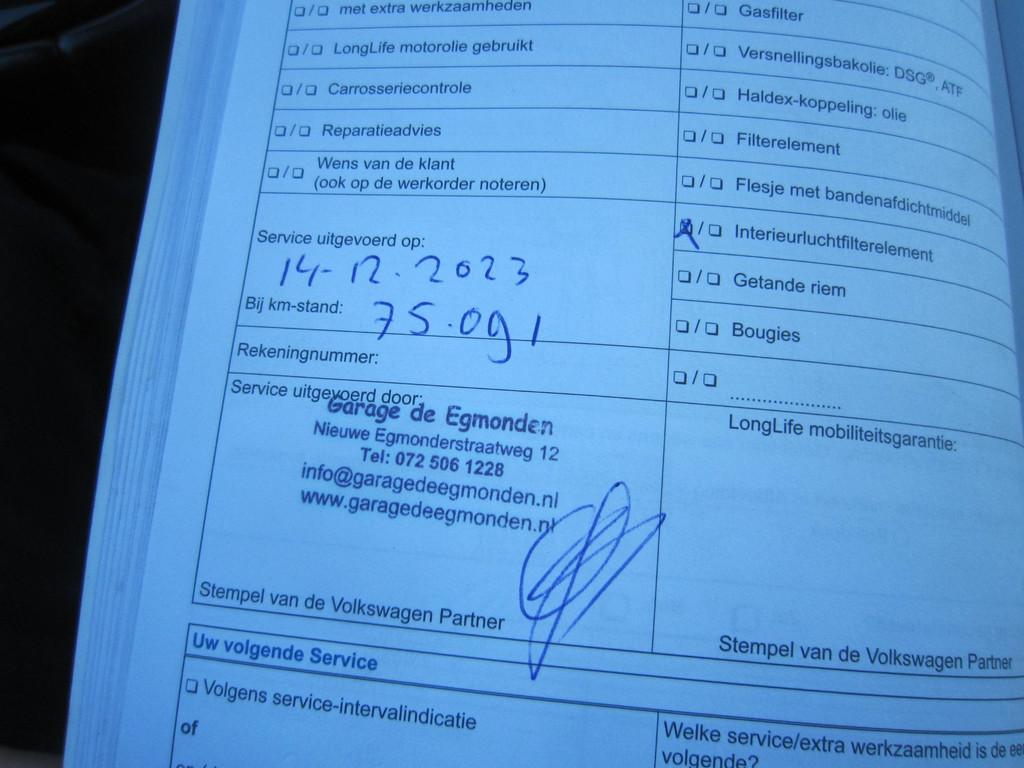 ❏ / ❏ met extra werkzaamheden
❏ / ❏ LongLife motorolie gebruikt
❏ / ❏ Carrosseriecontrole
❏ / ❏ Reparatieadvies
❏ / ❏ Wens van de klant
(ook op de werkorder noteren)
Service uitgevoerd op:
14-12.2023
Bij km-stand: 75.091
Rekeningnummer:
Service uitgevoerd door:
Garage de Egmonden
Nieuwe Egmonderstraatweg 12
Tel: 072 506 1228
info@garagedeegmonden.nl
www.garagedeegmonden.nl
Stempel van de Volkswagen Partner
❏ / ❏ Gasfilter
❏ / ❏ Versnellingsbakolie: DSG®, ATF
❏ / ❏ Haldex-koppeling: olie
❏ / ❏ Filterelement
❏ / ❏ Flesje met bandenafdichtmiddel
☒ / ❏ Interieurluchtfilterelement
❏ / ❏ Getande riem
❏ / ❏ Bougies
❏ / ❏ .....................
LongLife mobiliteitsgarantie:
Stempel van de Volkswagen Partner
Uw volgende Service
❏ Volgens service-intervalindicatie
of
Welke service/extra werkzaamheid is de
volgende?